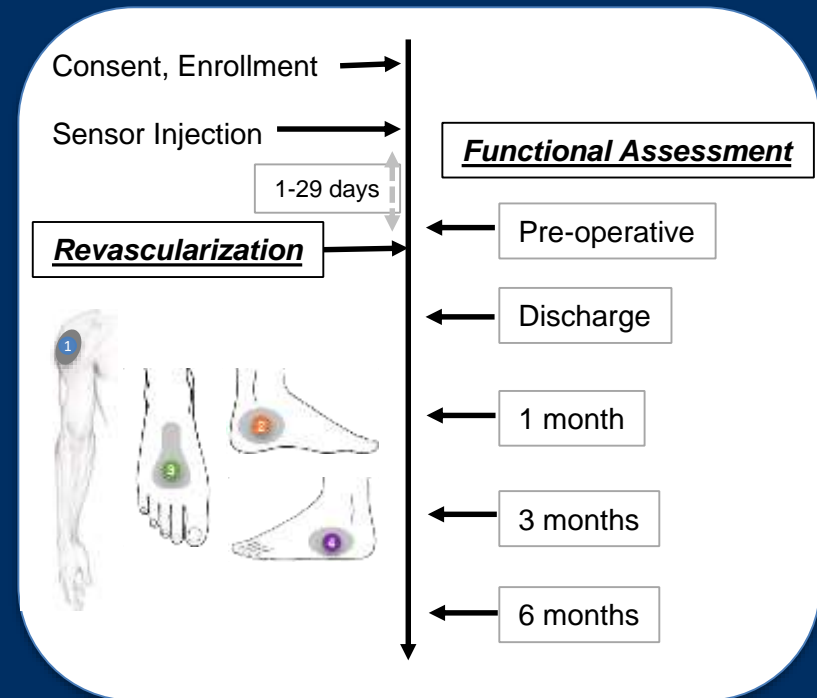 Consent, Enrollment
Sensor Injection
Functional Assessment
1-29 days
Pre-operative
Revascularization
Discharge
1
2
1 month
3
3 months
4
6 months